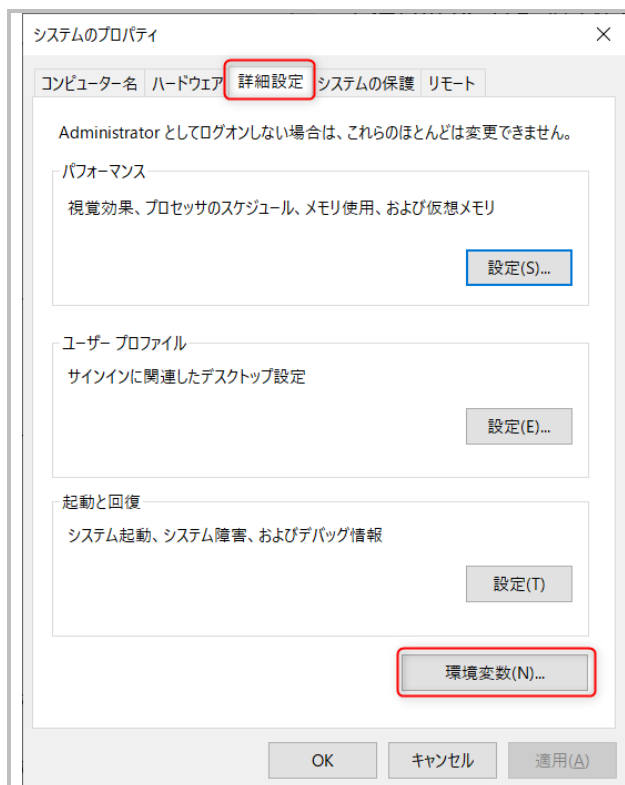 システムのプロパティ
コンピューター名 ハードウェア 詳細設定 システムの保護 リモート
Administrator としてログオンしない場合は、これらのほとんどは変更できません。
パフォーマンス
視覚効果、プロセッサのスケジュール、メモリ使用、および仮想メモリ
設定(S)...
ユーザー プロファイル
サインインに関連したデスクトップ設定
設定(E)...
起動と回復
システム起動、システム障害、およびデバッグ情報
設定(T)
環境変数(N)...
OK キャンセル 適用(A)